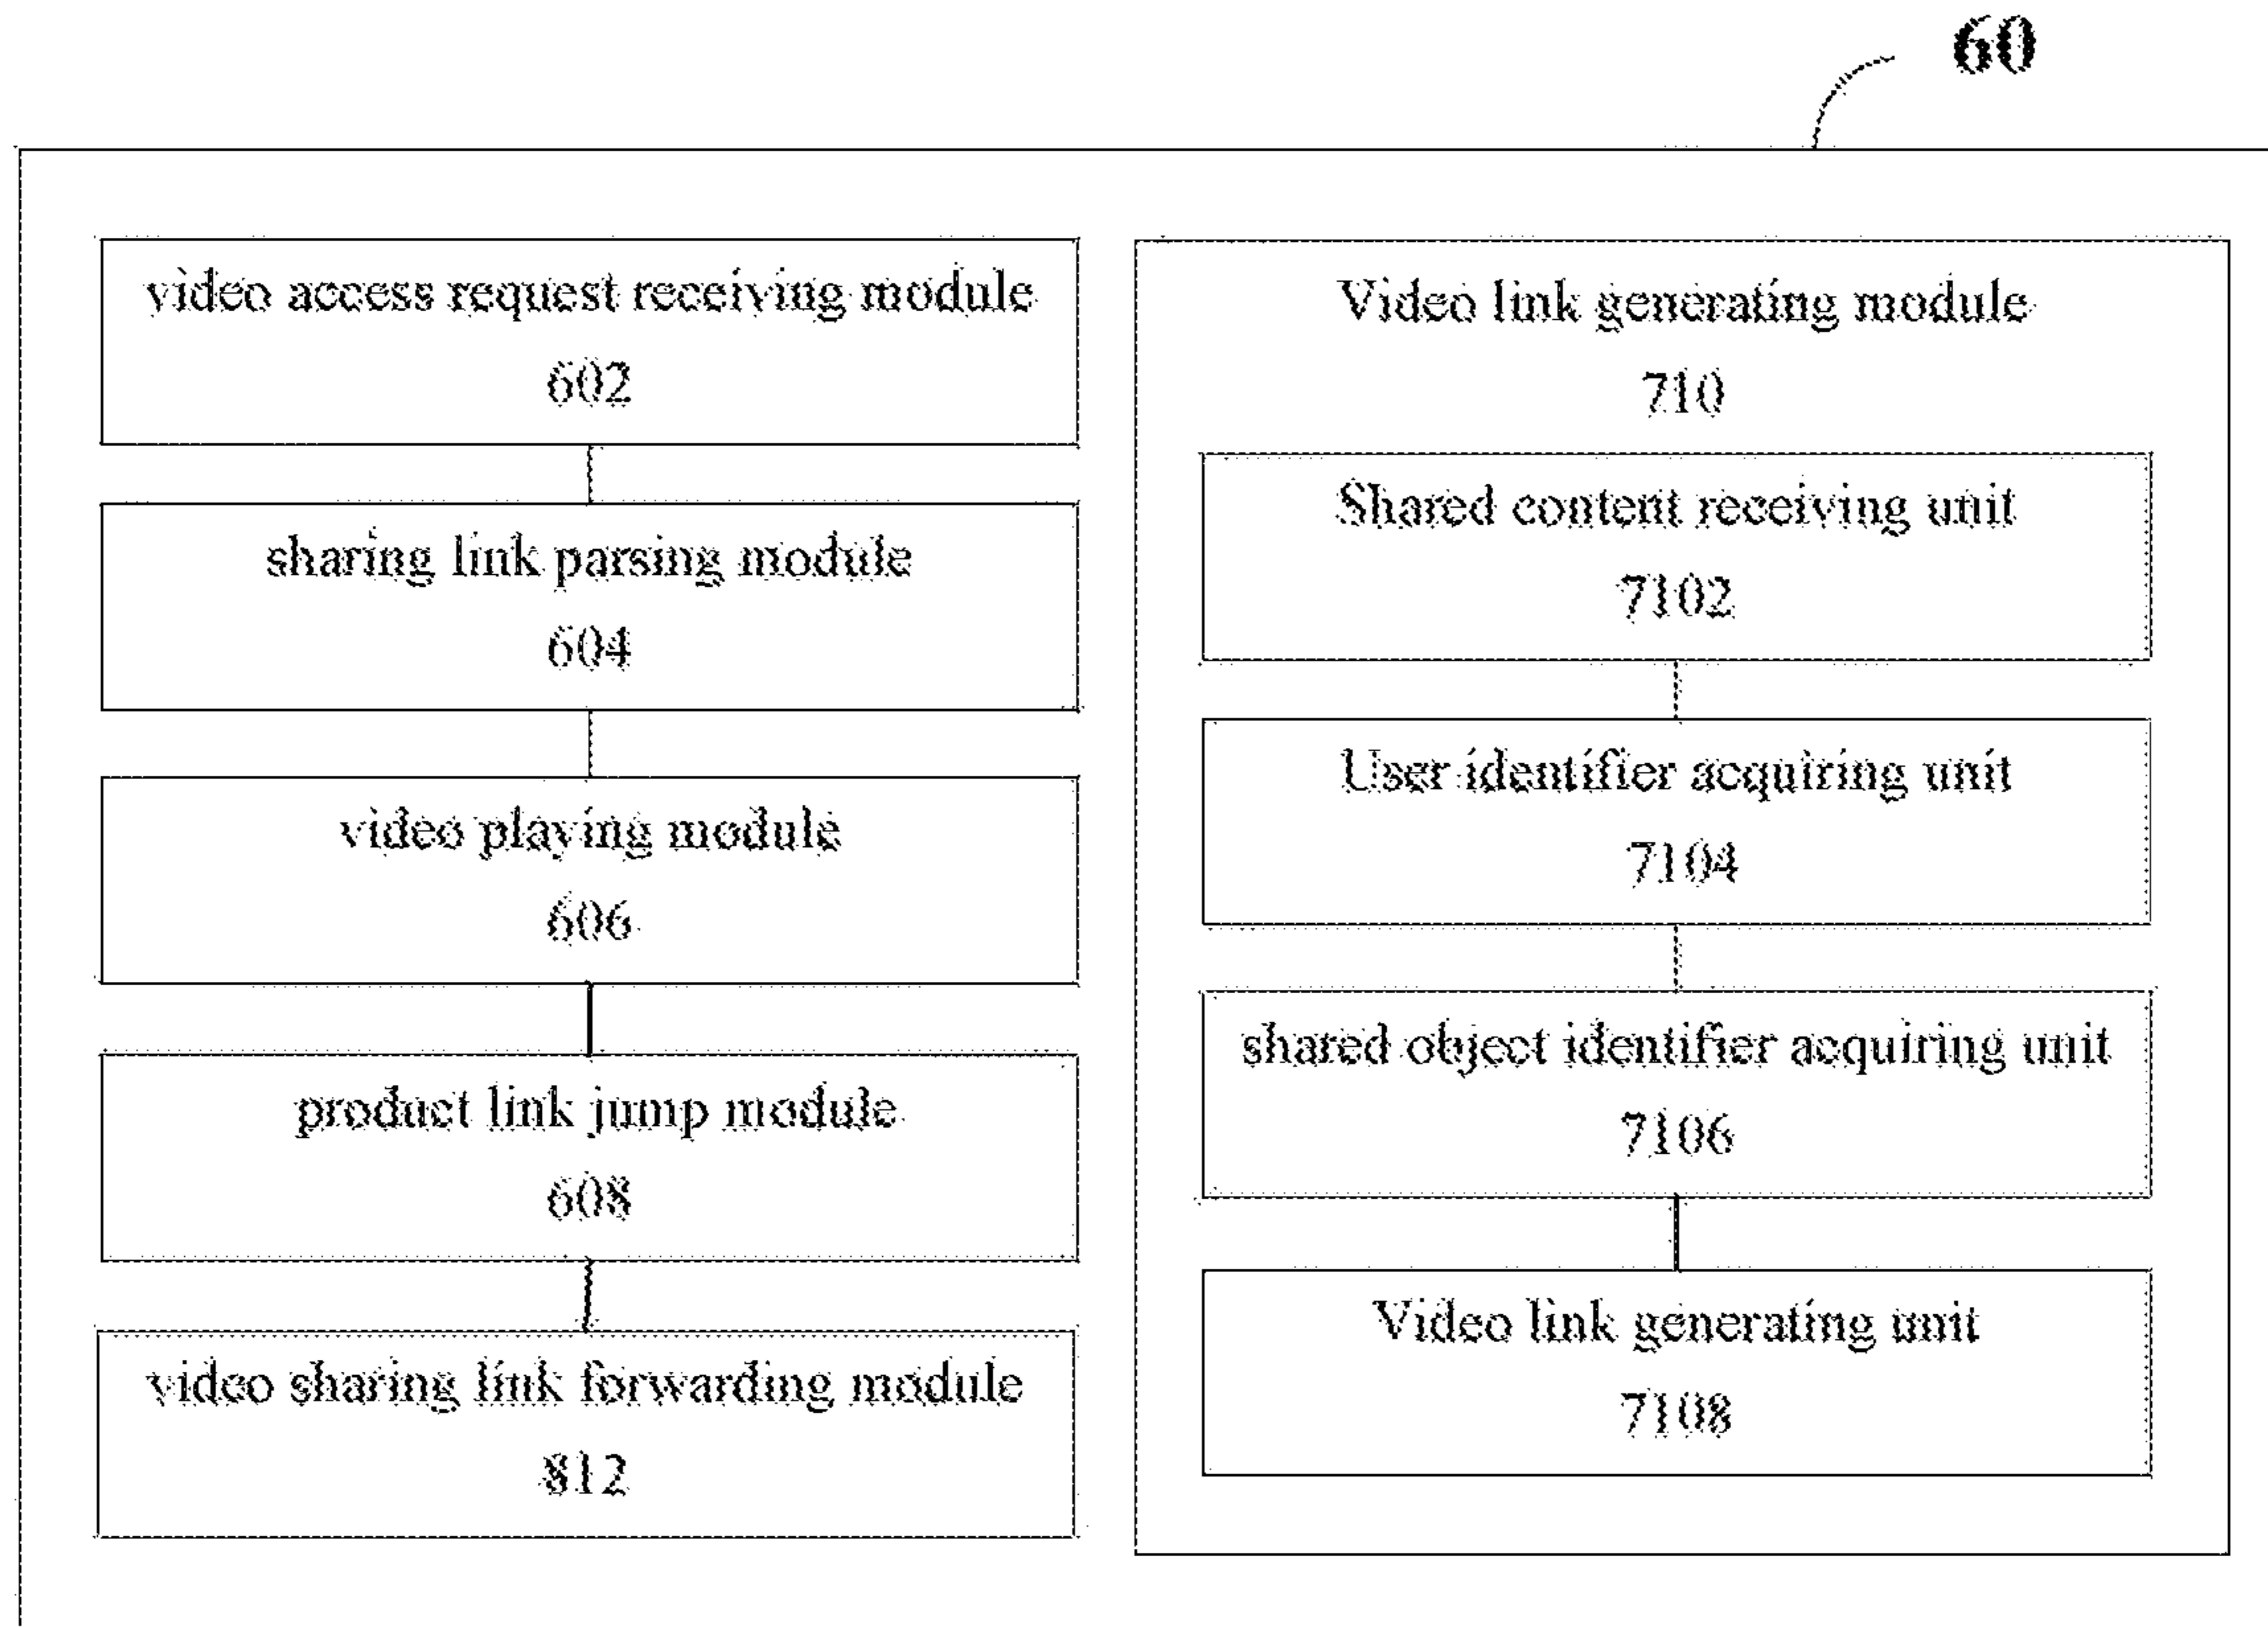 60
video access request receiving module
602
sharing link parsing module
604
video playing module
606
product link jump module
608
video sharing link forwarding module
812
Video link generating module
710
Shared content receiving unit
7102
User identifier acquiring unit
7104
shared object identifier acquiring unit
7106
Video link generating unit
7108